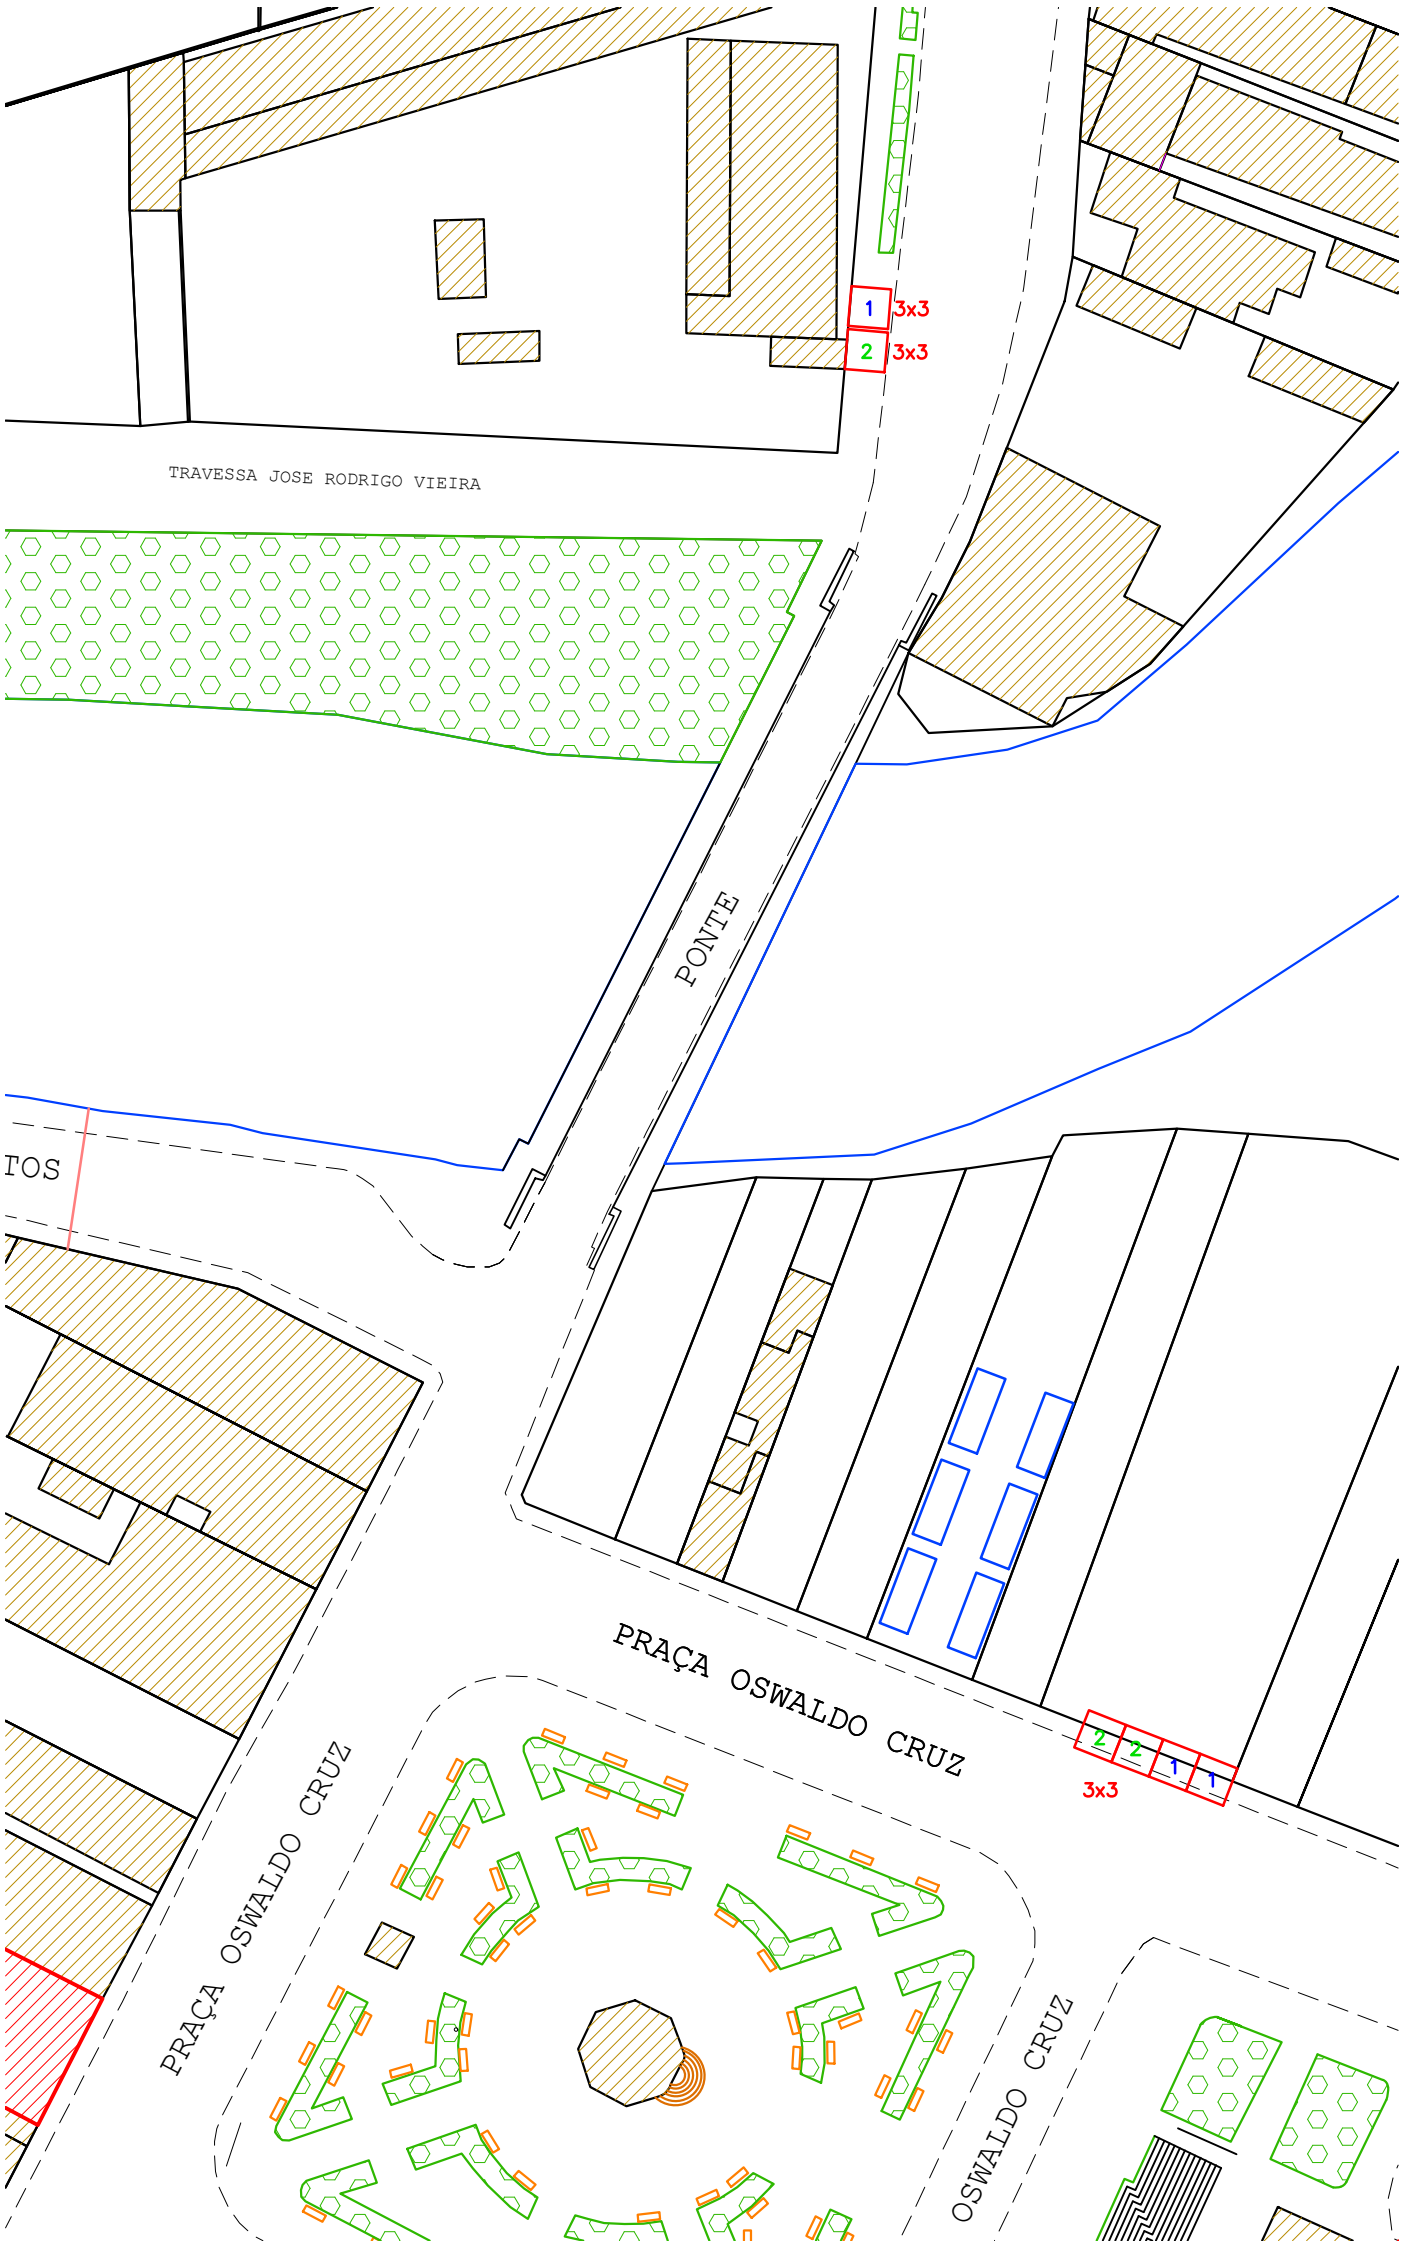 1 3x3
2 3x3
TRAVESSA JOSE RODRIGO VIEIRA
PONTE
TOS
PRAÇA OSWALDO CRUZ
2 2 1 1
3x3
PRAÇA OSWALDO CRUZ
OSWALDO CRUZ